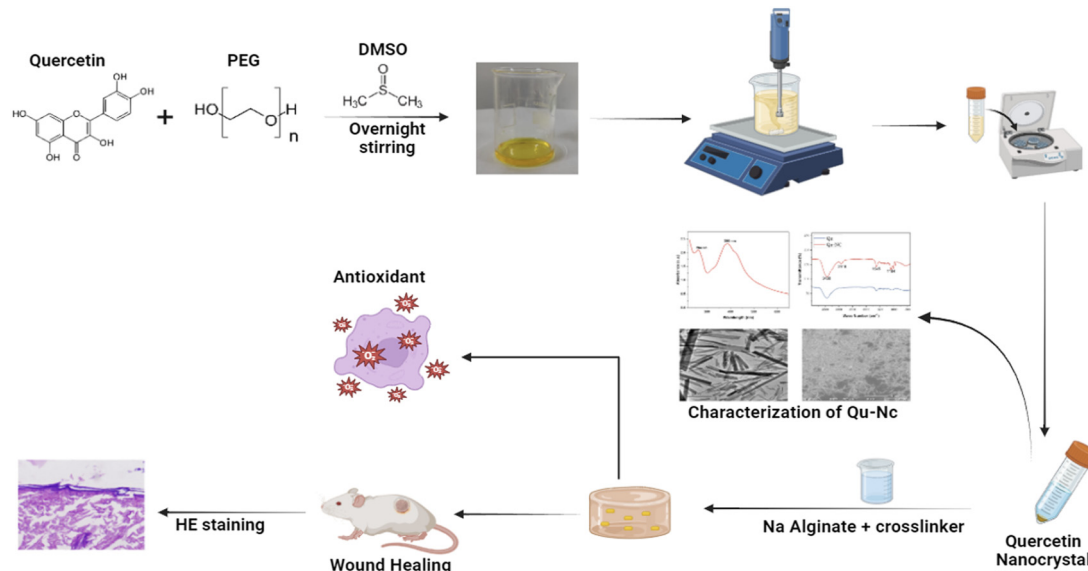 Quercetin
PEG
DMSO
OH
OH
HO
O
OH
OH
O
+
HO
O
H
n
O
S
H₃C
CH₃
Overnight
stirring
Antioxidant
Qu
Characterization of Qu-Nc
HE staining
Wound Healing
Na Alginate + crosslinker
Quercetin
Nanocrystal